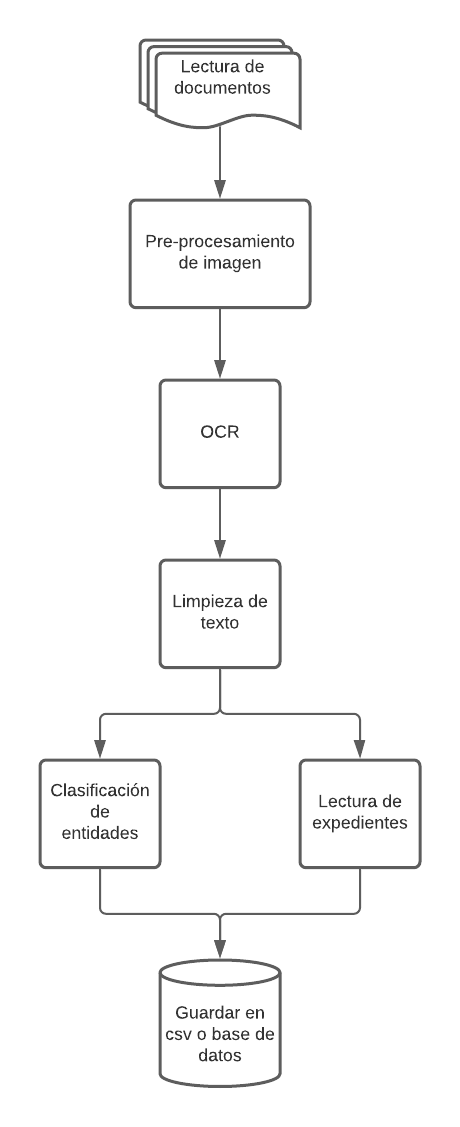 Lectura de
documentos
Pre-procesamiento
de imagen
OCR
Limpieza de
texto
Clasificación
de
entidades
Lectura de
expedientes
Guardar en
csv o base de
datos